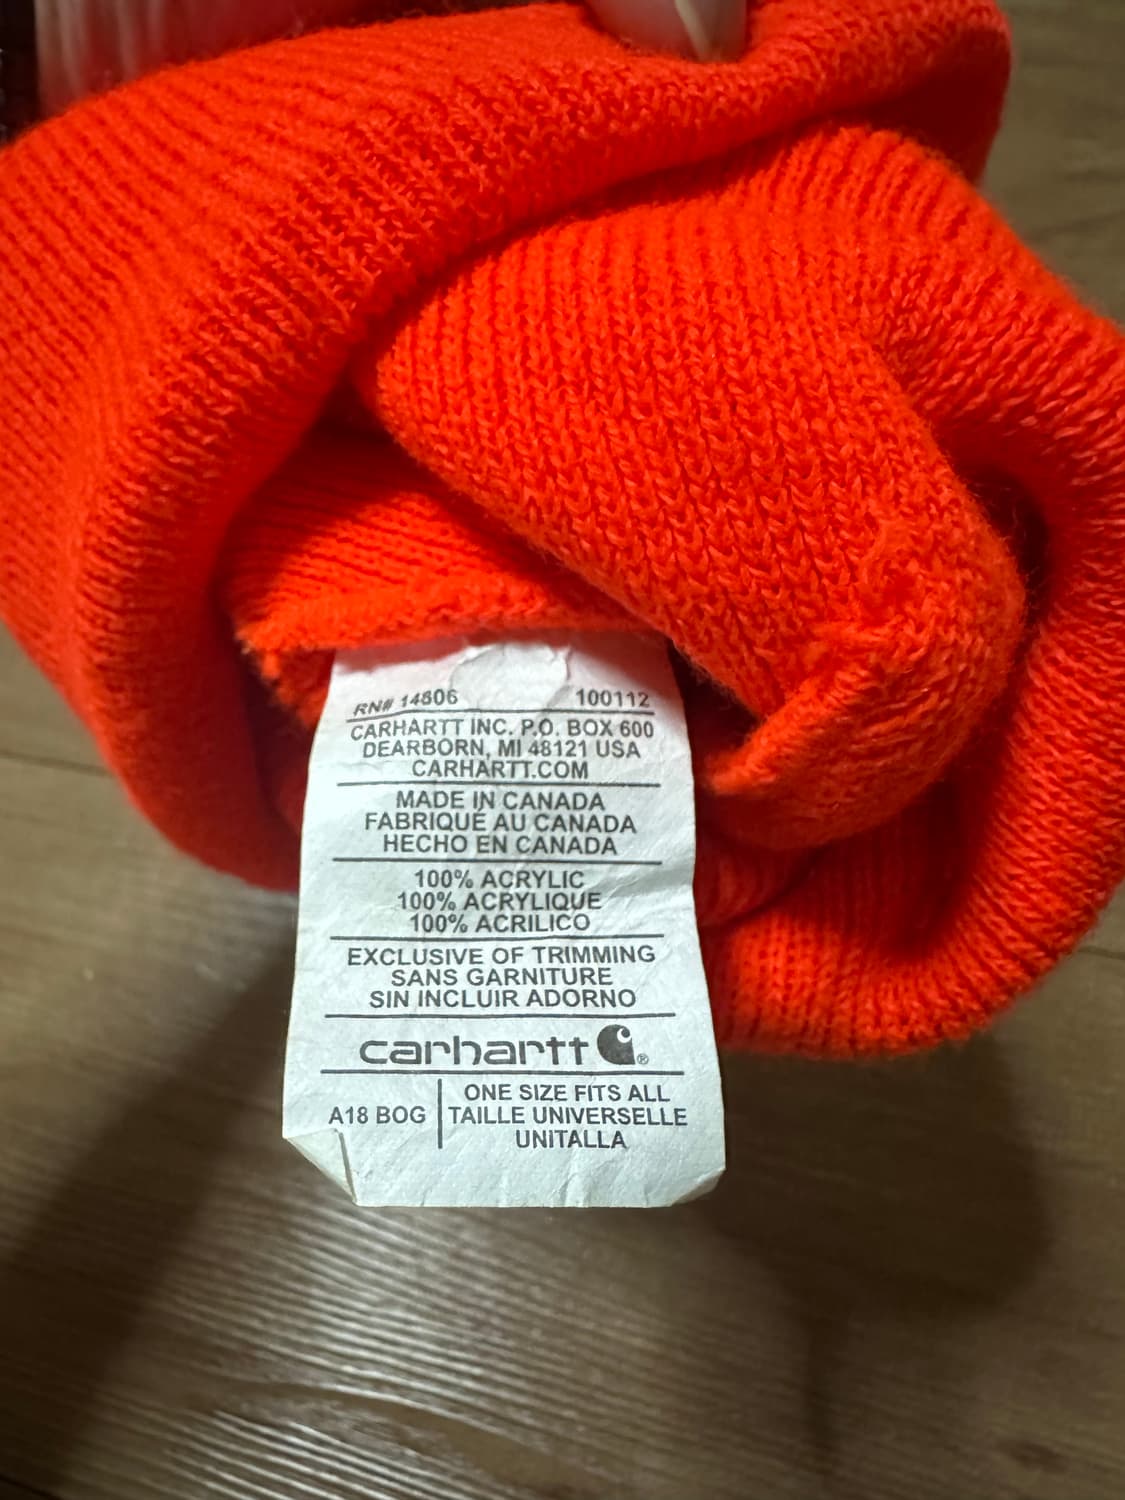 RN# 14806 100112
CARHARTT INC. P.O. BOX 600
DEARBORN, MI 48121 USA
CARHARTT.COM
MADE IN CANADA
FABRIQUÉ AU CANADA
HECHO EN CANADA
100% ACRYLIC
100% ACRYLIQUE
100% ACRILICO
EXCLUSIVE OF TRIMMING
SANS GARNITURE
SIN INCLUIR ADORNO
carhartt ®
A18 BOG
ONE SIZE FITS ALL
TAILLE UNIVERSELLE
UNITALLA